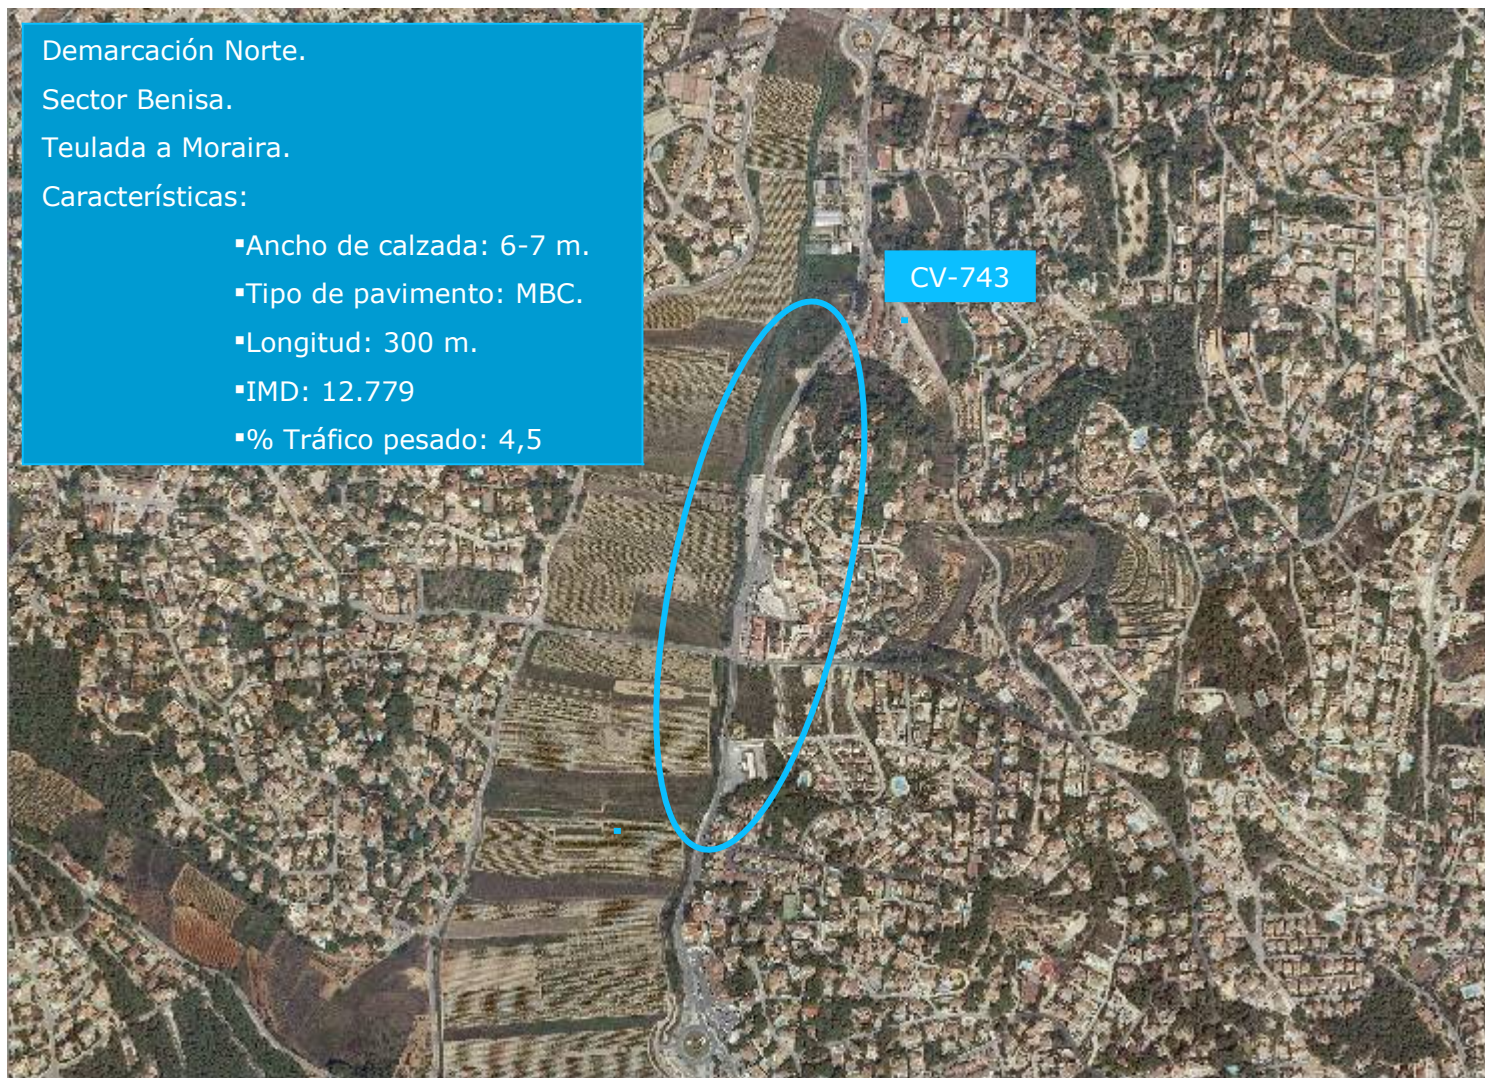 Demarcación Norte.
Sector Benisa.
Teulada a Moraira.
Características:
▪Ancho de calzada: 6-7 m.
▪Tipo de pavimento: MBC.
▪Longitud: 300 m.
▪IMD: 12.779
▪% Tráfico pesado: 4,5
CV-743